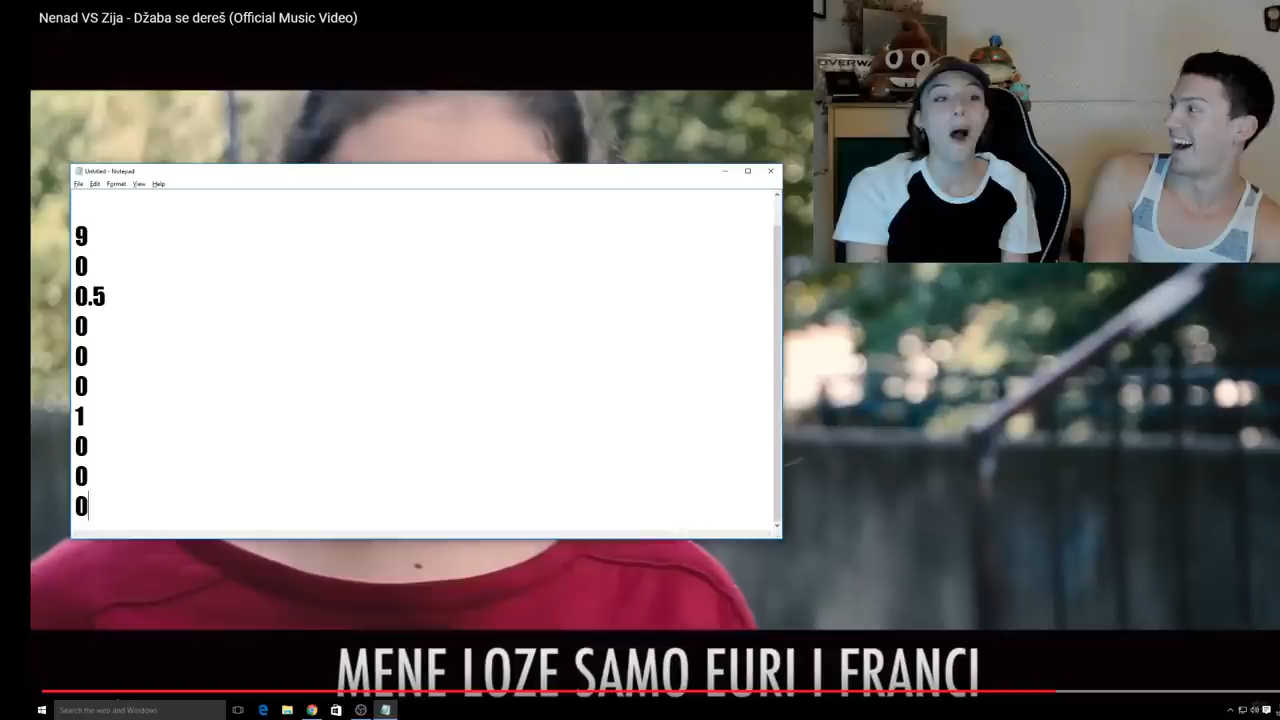 Nenad VS Zija - Džaba se dereš (Official Music Video)
OVERWA
Untitled - Notepad
File Edit Format View Help
9
0
0.5
0
0
0
1
0
0
0
MENE LOZE SAMO EURI I FRANCI
Search the web and Windows